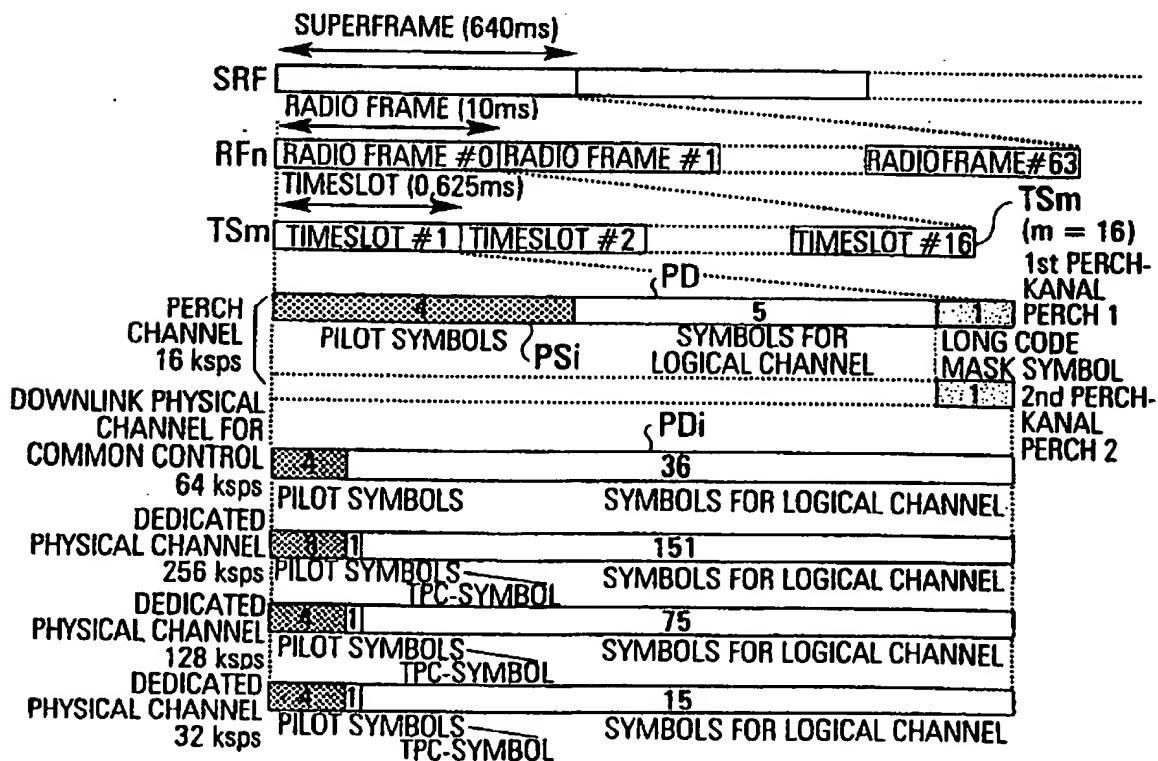 SUPERFRAME (640ms)
SRF
RADIO FRAME (10ms)
RFn RADIO FRAME #0 RADIO FRAME #1 RADIOFRAME#63
TIMESLOT (0,625ms)
TSm TIMESLOT #1 TIMESLOT #2 TIMESLOT #16
TSm
(m = 16)
1st PERCH-
KANAL
PERCH 1
PD
PERCH
CHANNEL
16 ksps
4 5 1
PILOT SYMBOLS
PSi
SYMBOLS FOR
LOGICAL CHANNEL
LONG CODE
MASK SYMBOL
1
2nd PERCH-
KANAL
PERCH 2
DOWNLINK PHYSICAL
CHANNEL FOR
COMMON CONTROL
64 ksps
PDi
4 36
PILOT SYMBOLS SYMBOLS FOR LOGICAL CHANNEL
DEDICATED
PHYSICAL CHANNEL
256 ksps
8 1 151
PILOT SYMBOLS SYMBOLS FOR LOGICAL CHANNEL
TPC-SYMBOL
DEDICATED
PHYSICAL CHANNEL
128 ksps
4 1 75
PILOT SYMBOLS SYMBOLS FOR LOGICAL CHANNEL
TPC-SYMBOL
DEDICATED
PHYSICAL CHANNEL
32 ksps
4 1 15
PILOT SYMBOLS SYMBOLS FOR LOGICAL CHANNEL
TPC-SYMBOL